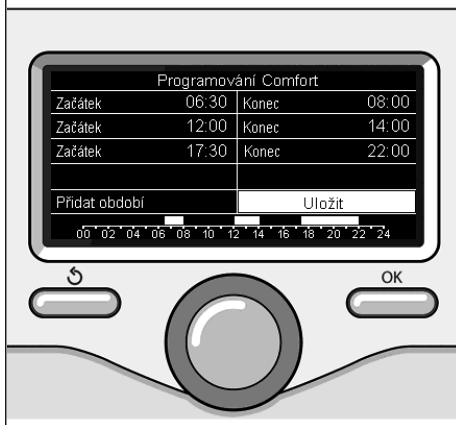 Programování Comfort
Začátek 06:30 Konec 08:00
Začátek 12:00 Konec 14:00
Začátek 17:30 Konec 22:00
Přidat období Uložit
00 02 04 06 08 10 12 14 16 18 20 22 24
OK